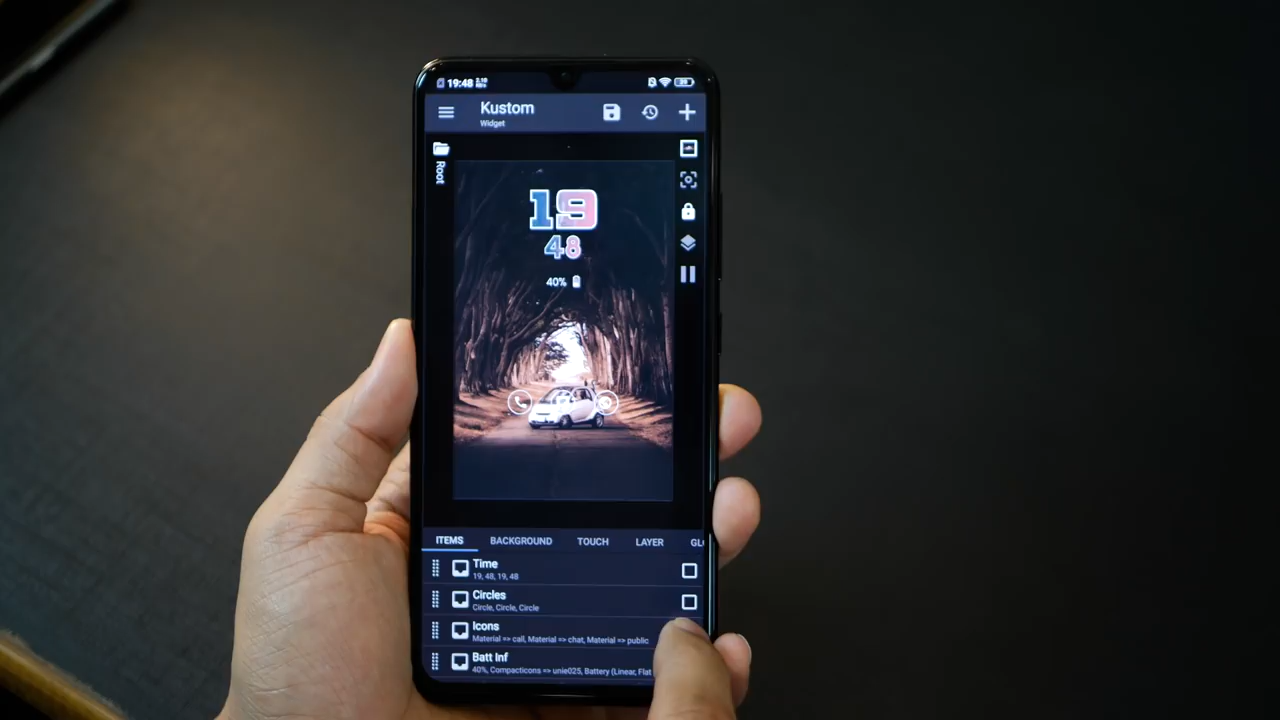 19:48
Kustom
Widget
Root
19
48
40%
ITEMS BACKGROUND TOUCH LAYER GL
Time
19, 48, 19, 48
Circles
Circle, Circle, Circle
Icons
Material => call, Material => chat, Material => public
Batt Inf
40%, Compacticons => unie025, Battery (Linear, Flat